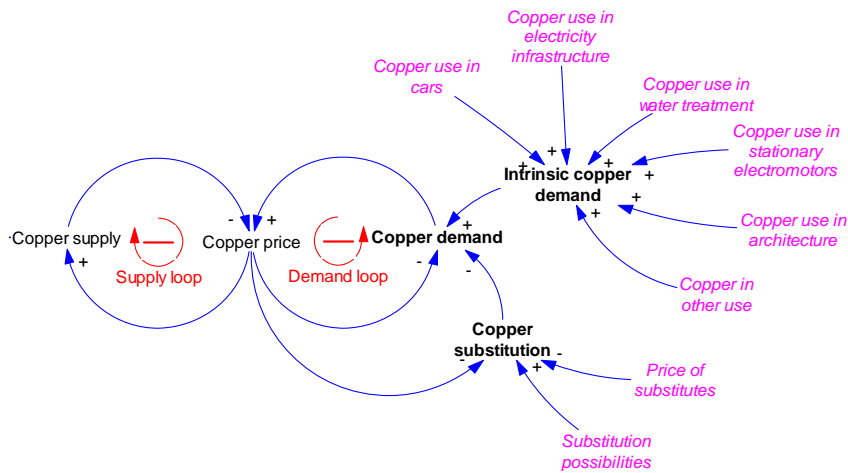 Copper use in
electricity
infrastructure
Copper use in
cars
Copper use in
water treatment
Copper use in
stationary
electromotors
+
+
+
+
+
+
Intrinsic copper
demand
Copper use in
architecture
Copper in
other use
-
+
+
·Copper supply
Copper price
Copper demand
+
-
-
Supply loop
Demand loop
Copper
substitution
-
+
-
Price of
substitutes
Substitution
possibilities